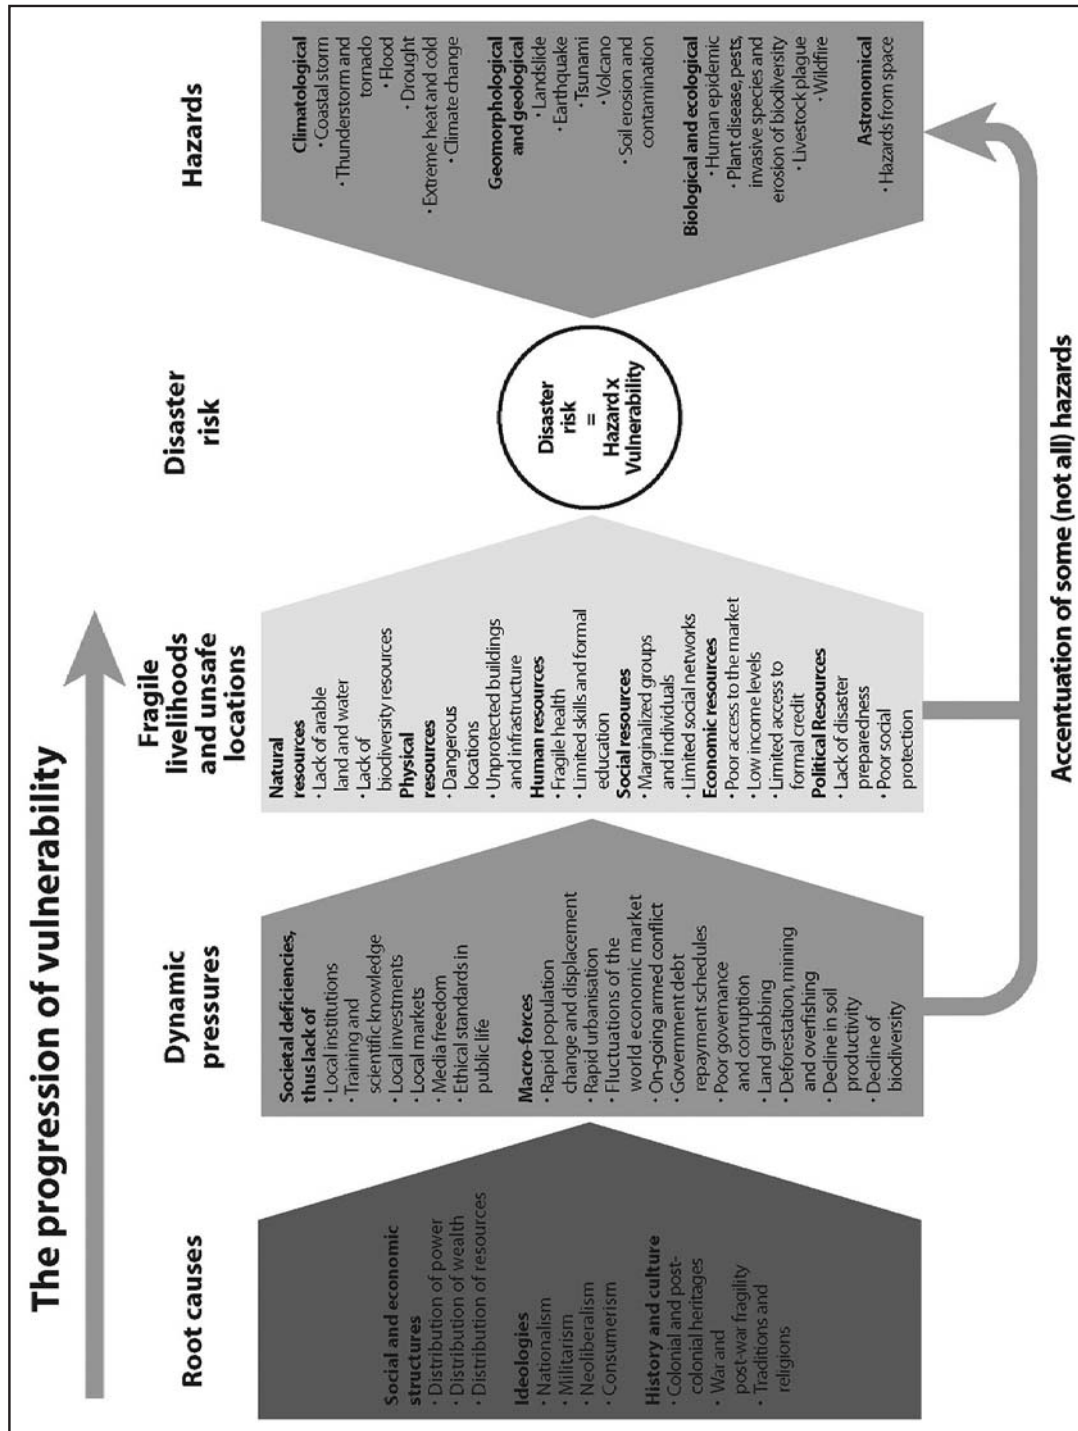 The progression of vulnerability
Root causes
Social and economic
structures
• Distribution of power
• Distribution of wealth
• Distribution of resources
Ideologies
• Nationalism
• Militarism
• Neoliberalism
• Consumerism
History and culture
• Colonial and post-
colonial heritages
• War and
post-war fragility
• Traditions and
religions
Dynamic
pressures
Societal deficiencies,
thus lack of
• Local institutions
• Training and
scientific knowledge
• Local investments
• Local markets
• Media freedom
• Ethical standards in
public life
Macro-forces
• Rapid population
change and displacement
• Rapid urbanisation
• Fluctuations of the
world economic market
• On-going armed conflict
• Government debt
repayment schedules
• Poor governance
and corruption
• Land grabbing
• Deforestation, mining
and overfishing
• Decline in soil
productivity
• Decline of
biodiversity
Fragile
livelihoods
and unsafe
locations
Natural
resources
• Lack of arable
land and water
• Lack of
biodiversity resources
Physical
resources
• Dangerous
locations
• Unprotected buildings
and infrastructure
Human resources
• Fragile health
• Limited skills and formal
education
Social resources
• Marginalized groups
and individuals
• Limited social networks
Economic resources
• Poor access to the market
• Low income levels
• Limited access to
formal credit
Political Resources
• Lack of disaster
preparedness
• Poor social
protection
Disaster
risk
Disaster
risk
=
Hazard x
Vulnerability
Hazards
Climatological
• Coastal storm
• Thunderstorm and
tornado
• Flood
• Drought
• Extreme heat and cold
• Climate change
Geomorphological
and geological
• Landslide
• Earthquake
• Tsunami
• Volcano
• Soil erosion and
contamination
Biological and ecological
• Human epidemic
• Plant disease, pests,
invasive species and
erosion of biodiversity
• Livestock plague
• Wildfire
Astronomical
• Hazards from space
Accentuation of some (not all) hazards